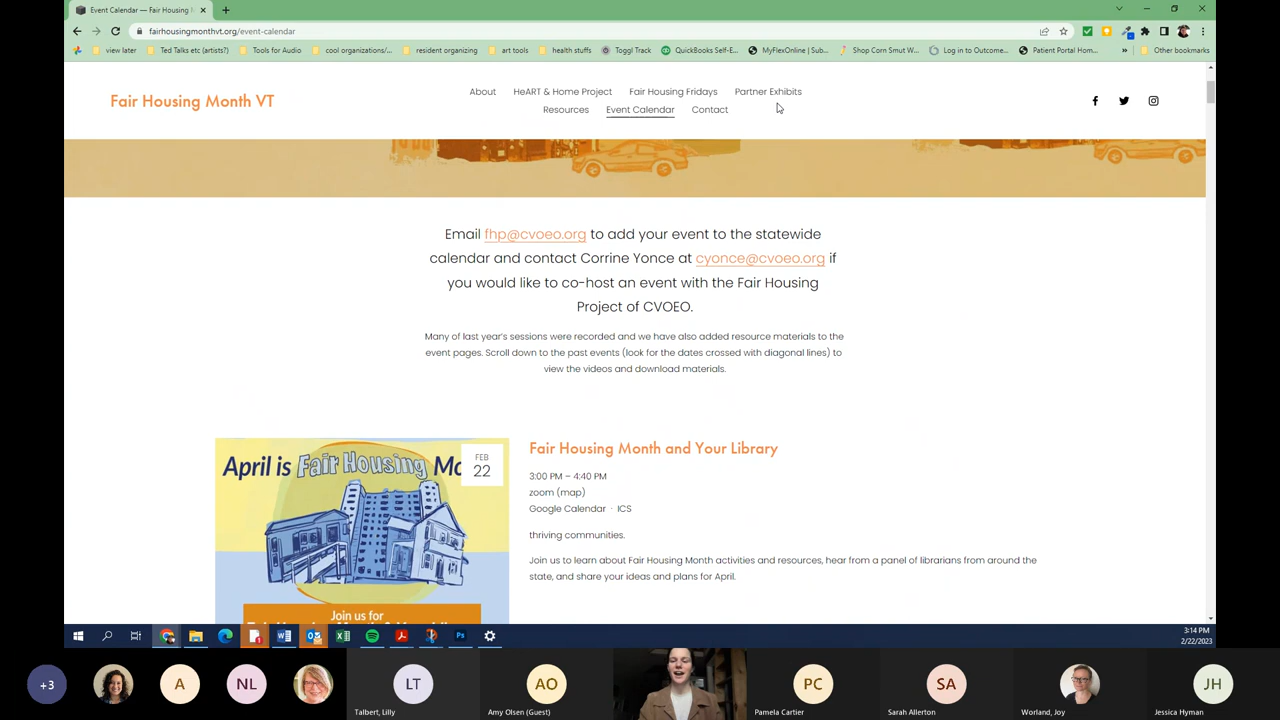 Event Calendar — Fair Housing M
fairhousingmonthvt.org/event-calendar
view later
Ted Talks etc (artists?)
Tools for Audio
cool organizations/...
resident organizing
art tools
health stuffs
Toggl Track
QuickBooks Self-E...
MyFlexOnline | Sub...
Shop Corn Smut W...
Log in to Outcome...
Patient Portal Hom...
»
Other bookmarks
Fair Housing Month VT
About
HeART & Home Project
Fair Housing Fridays
Partner Exhibits
Resources
Event Calendar
Contact
Email fhp@cvoeo.org to add your event to the statewide
calendar and contact Corrine Yonce at cyonce@cvoeo.org if
you would like to co-host an event with the Fair Housing
Project of CVOEO.
Many of last year's sessions were recorded and we have also added resource materials to the
event pages. Scroll down to the past events (look for the dates crossed with diagonal lines) to
view the videos and download materials.
April is Fair Housing Mo
FEB
22
Join us for
Fair Housing Month and Your Library
3:00 PM – 4:40 PM
zoom (map)
Google Calendar · ICS
thriving communities.
Join us to learn about Fair Housing Month activities and resources, hear from a panel of librarians from around the
state, and share your ideas and plans for April.
3:14 PM
2/22/2023
+3
A
NL
LT
Talbert, Lilly
AO
Amy Olsen (Guest)
PC
Pamela Cartier
SA
Sarah Allerton
Worland, Joy
JH
Jessica Hyman